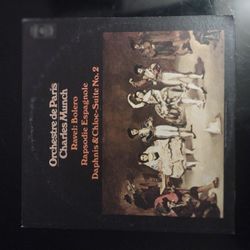 Orchestre de Paris
Charles Munch
Ravel: Bolero
Rapsodie Espagnole
Daphnis & Chloe-Suite No. 2